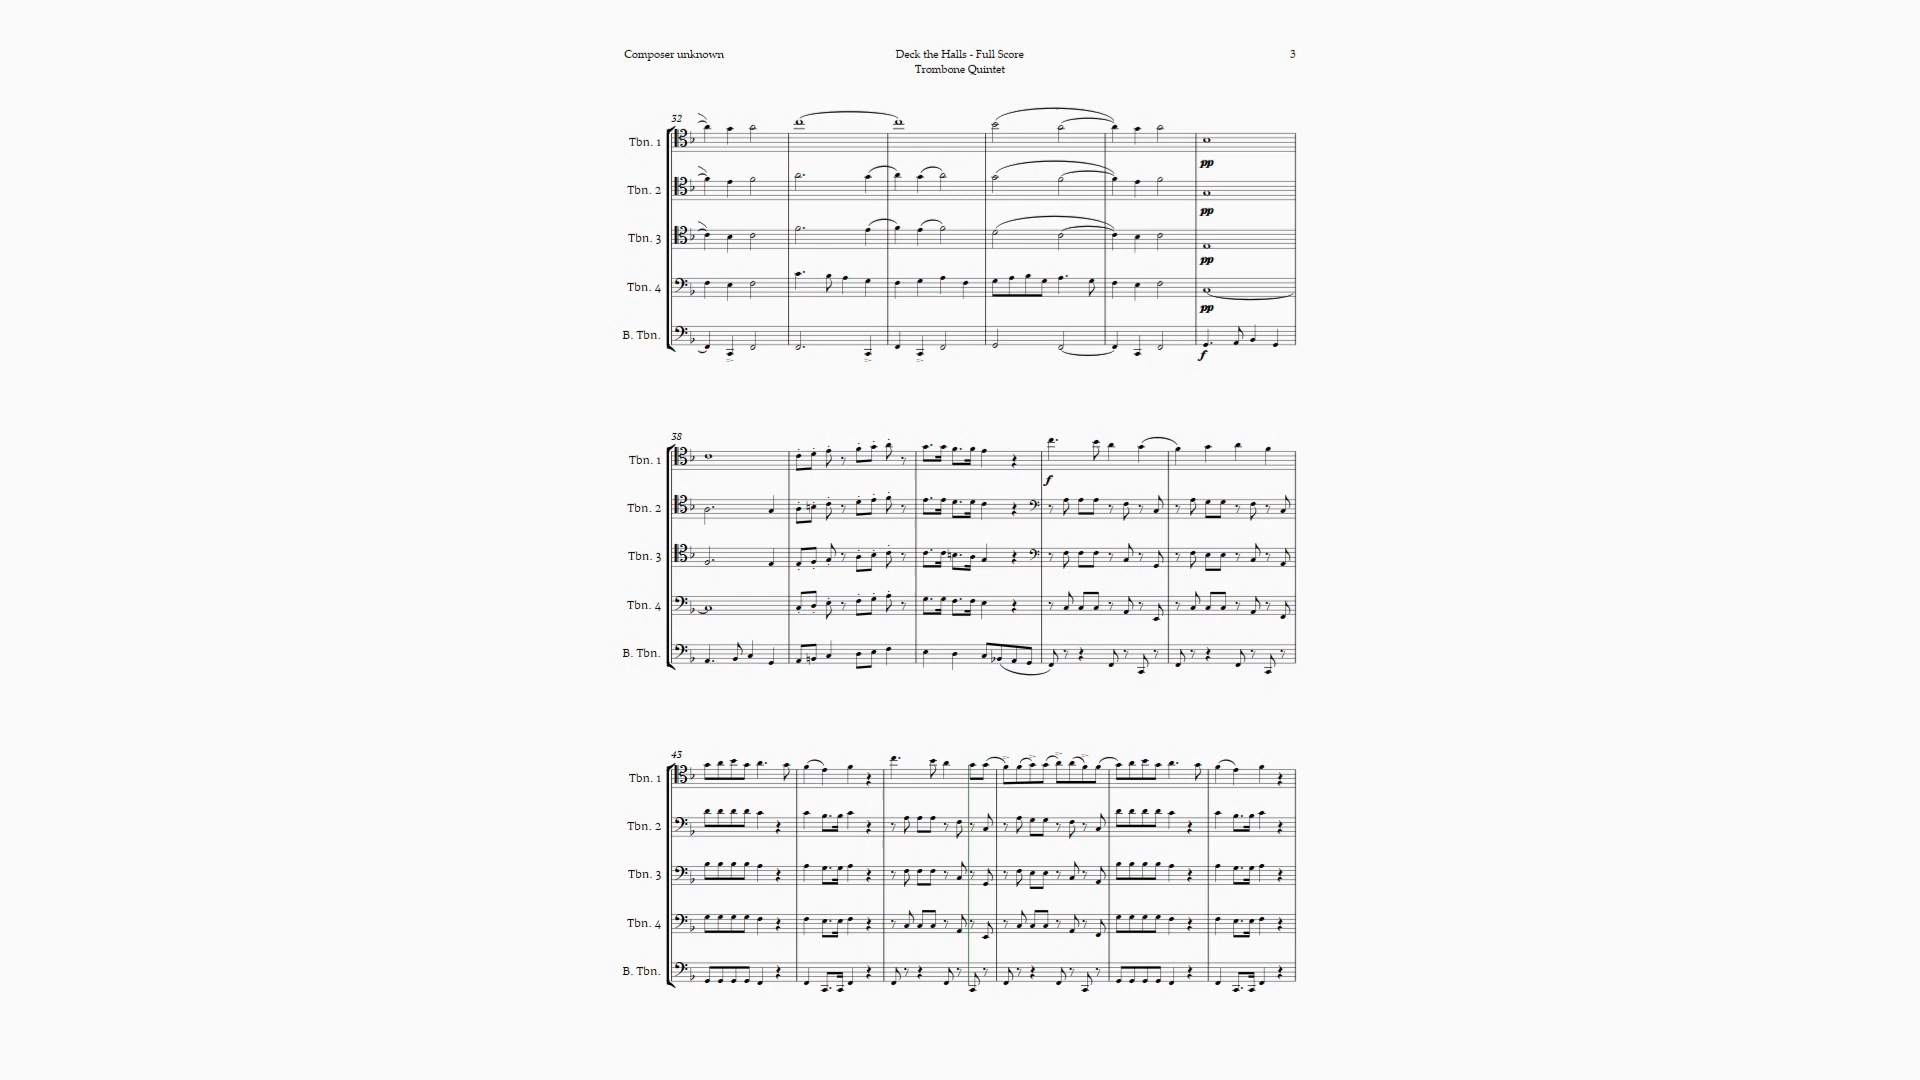 Composer unknown
Deck the Halls - Full Score
3
Trombone Quintet
32
Tbn. 1
pp
Tbn. 2
pp
Tbn. 3
pp
Tbn. 4
pp
B. Tbn.
f
38
Tbn. 1
f
Tbn. 2
Tbn. 3
Tbn. 4
B. Tbn.
43
Tbn. 1
Tbn. 2
Tbn. 3
Tbn. 4
B. Tbn.